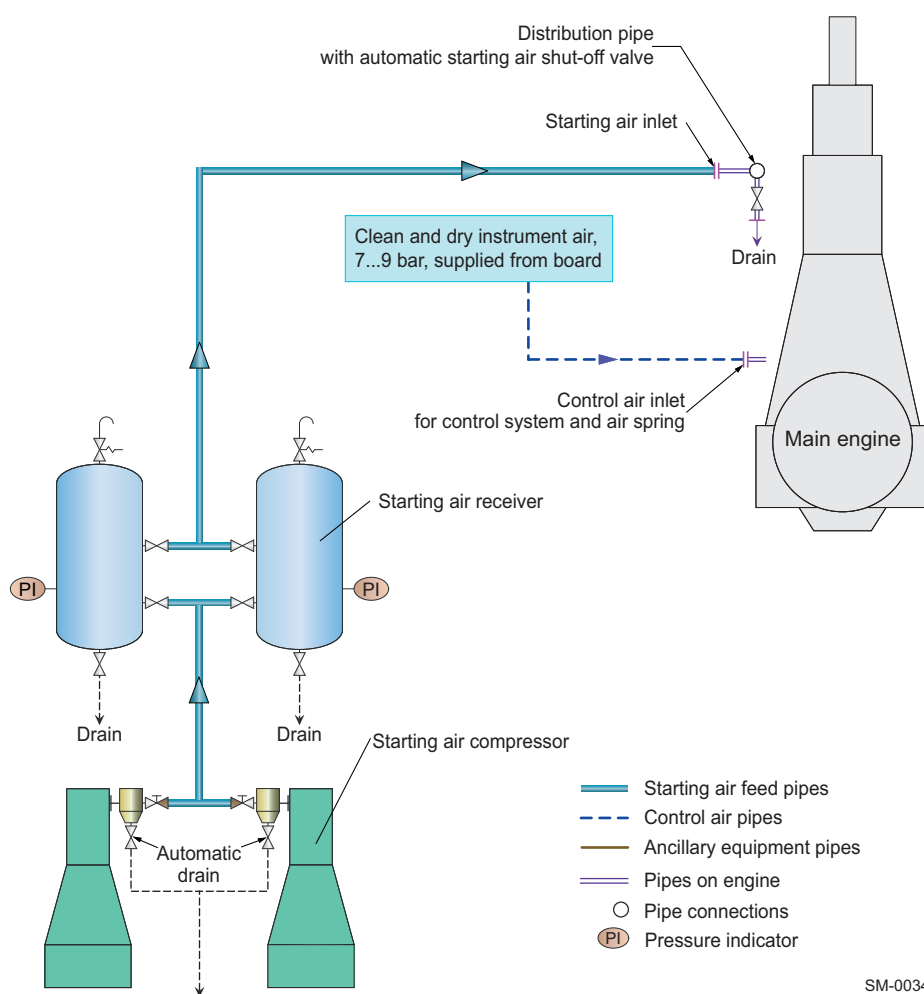 Distribution pipe
with automatic starting air shut-off valve
Starting air inlet
Clean and dry instrument air,
7...9 bar, supplied from board
Drain
Control air inlet
for control system and air spring
Main engine
Starting air receiver
PI
PI
Drain
Drain
Starting air compressor
Automatic
drain
Starting air feed pipes
Control air pipes
Ancillary equipment pipes
Pipes on engine
Pipe connections
PI Pressure indicator
SM-0034